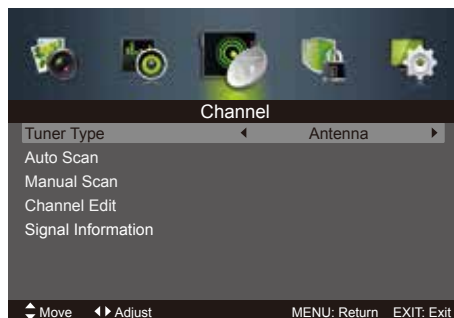 Channel
Tuner Type Antenna
Auto Scan
Manual Scan
Channel Edit
Signal Information
Move Adjust MENU: Return EXIT: Exit